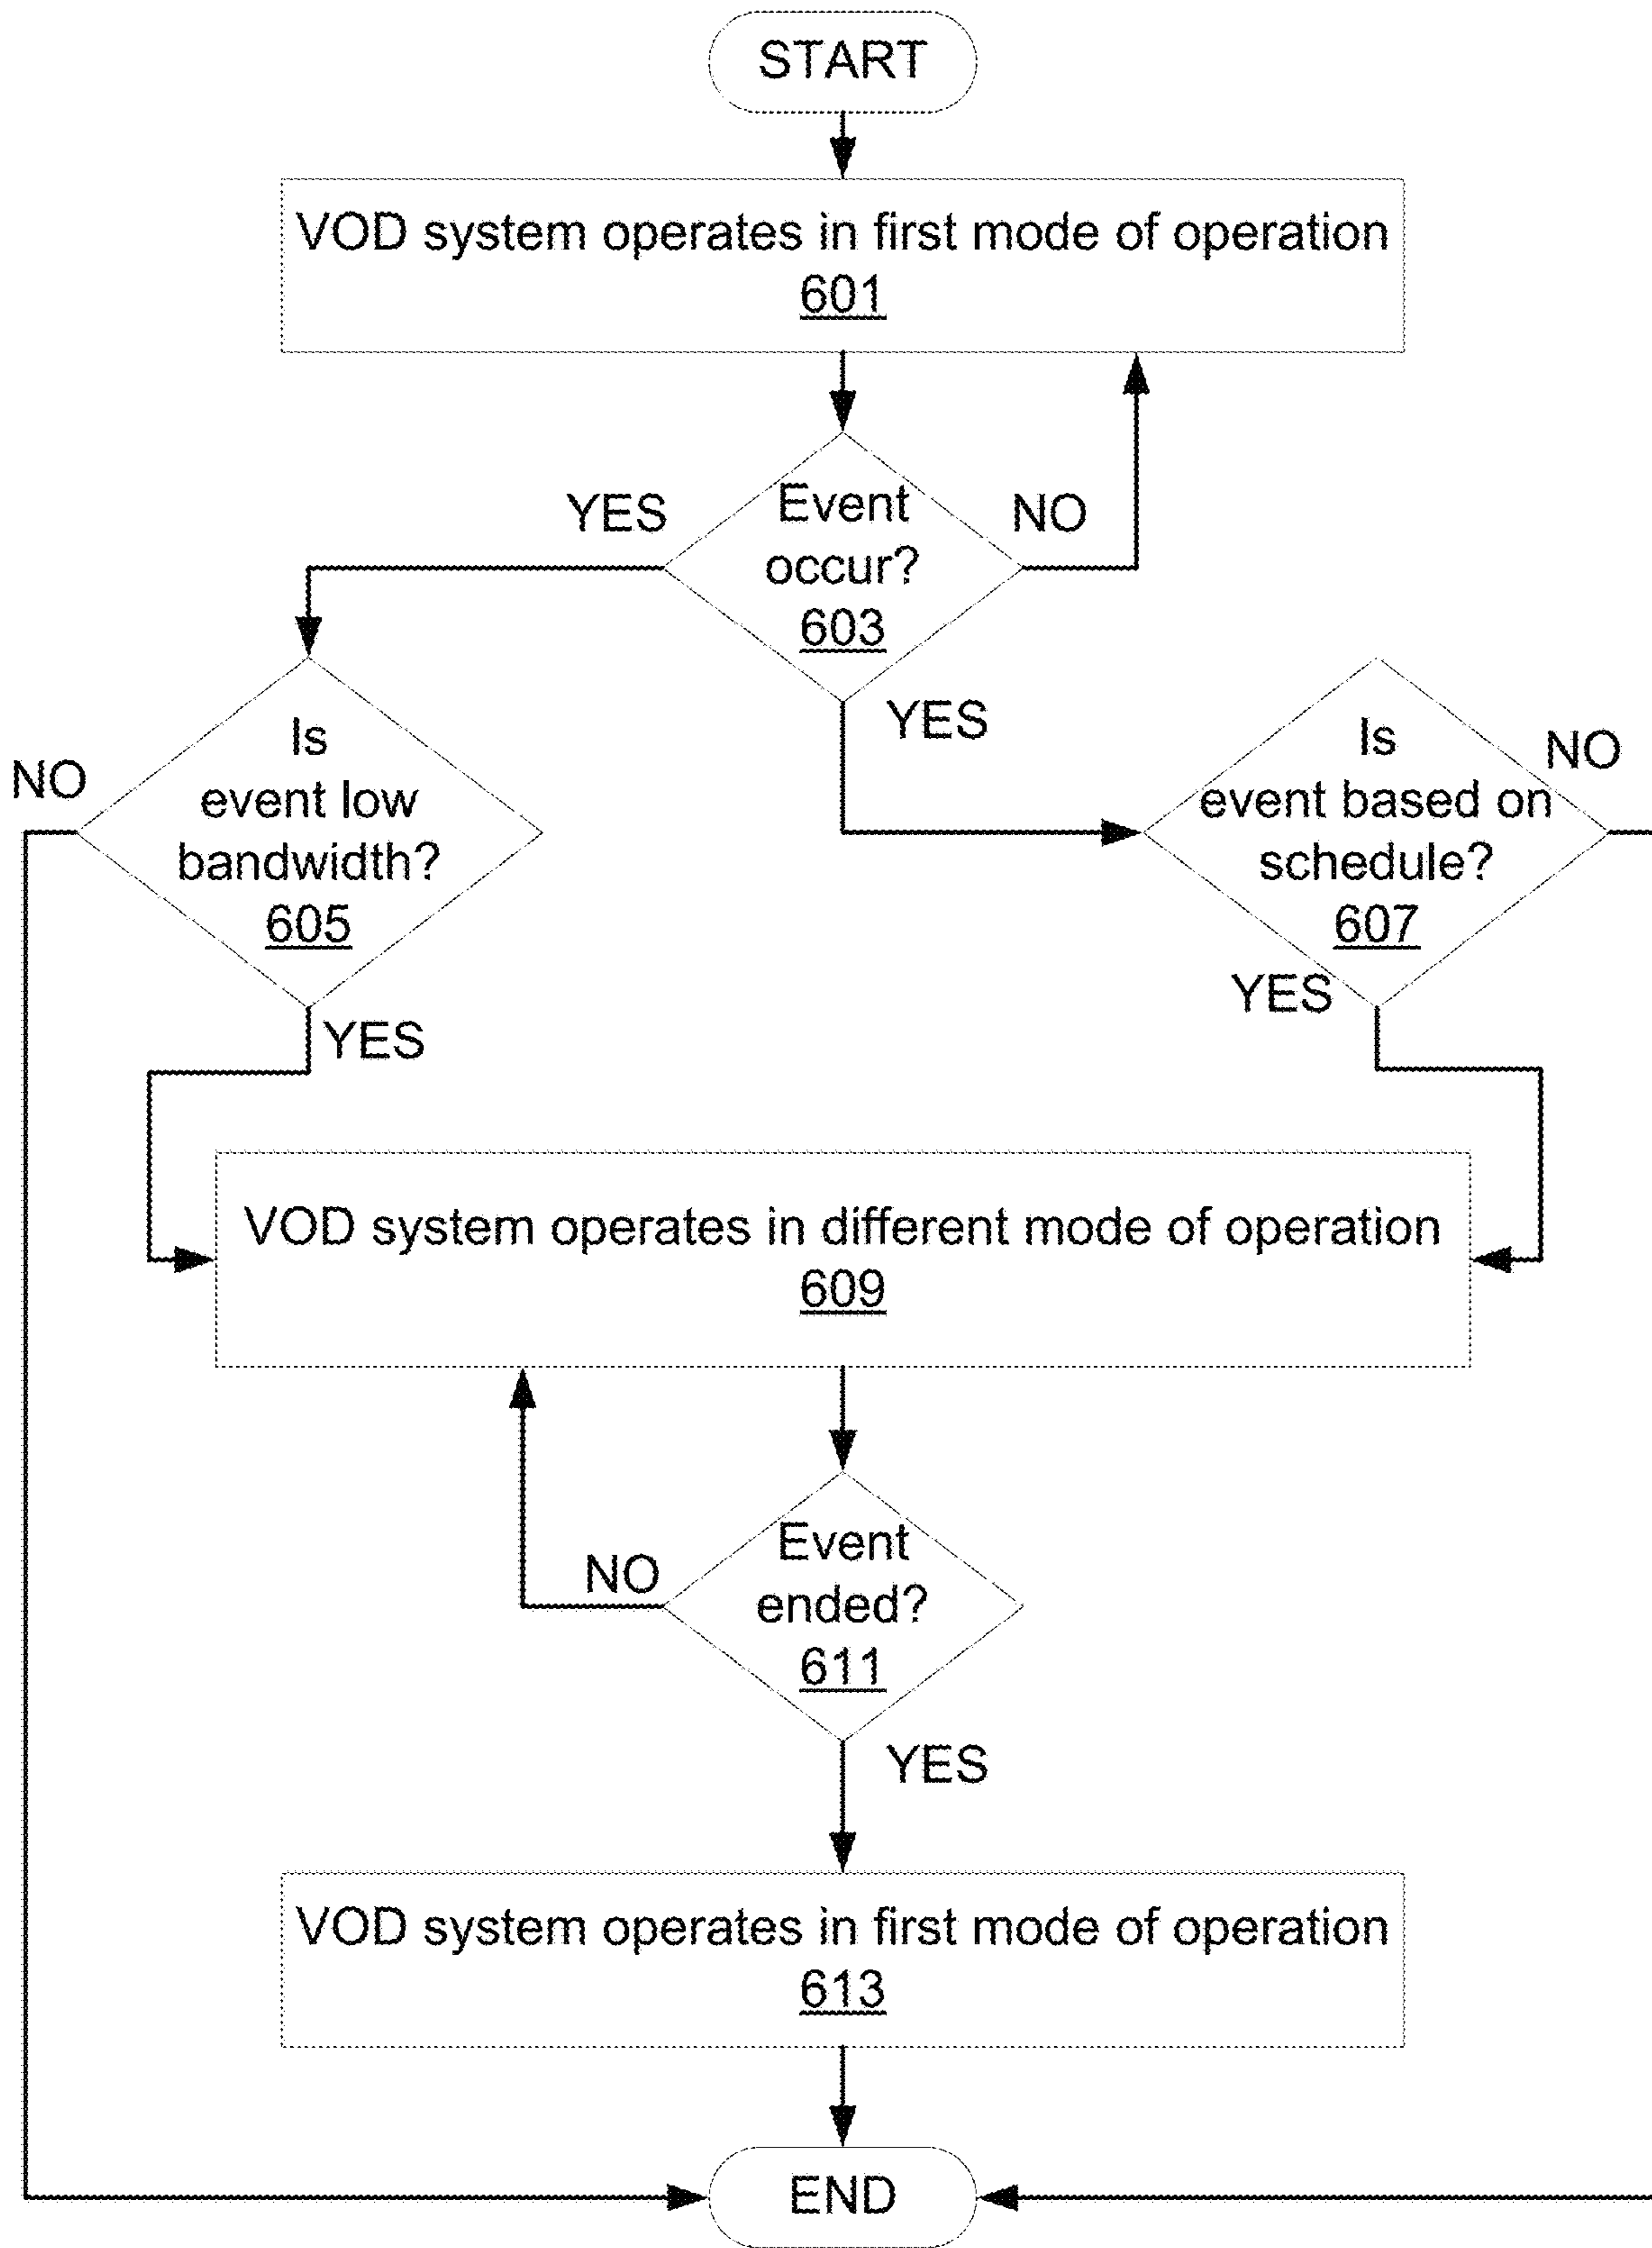 START
VOD system operates in first mode of operation
601
YES
Event
occur?
603
NO
YES
NO
Is
event low
bandwidth?
605
YES
Is
event based on
schedule?
607
NO
YES
VOD system operates in different mode of operation
609
NO
Event
ended?
611
YES
VOD system operates in first mode of operation
613
END